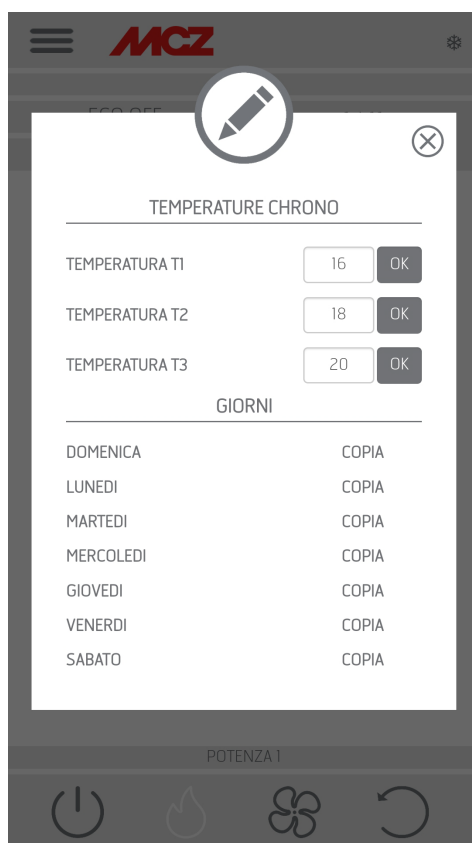 MCZ
TEMPERATURE CHRONO
TEMPERATURA T1 16 OK
TEMPERATURA T2 18 OK
TEMPERATURA T3 20 OK
GIORNI
DOMENICA COPIA
LUNEDI COPIA
MARTEDI COPIA
MERCOLEDI COPIA
GIOVEDI COPIA
VENERDI COPIA
SABATO COPIA
POTENZA 1